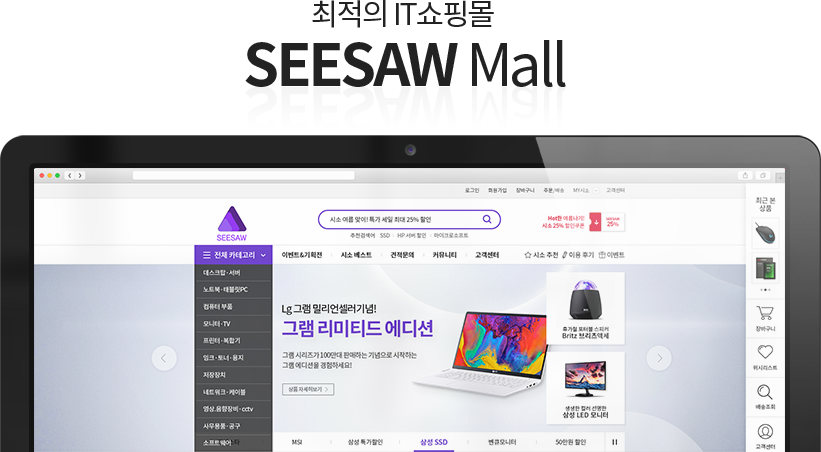 최적의 IT쇼핑몰
SEESAW Mall
로그인 회원가입 장바구니 주문/배송 MY시소 고객센터
SEESAW
시소 여름 맞이! 특가 세일 최대 25% 할인
추천검색어 SSD HP 서버 할인 마이크로소프트
Hot한 여름나기!
시소 25% 할인쿠폰
25%
최근 본
상품
전체 카테고리
이벤트&기획전 시소 베스트 견적문의 커뮤니티 고객센터
시소 추천 이용 후기 이벤트
데스크탑·서버
노트북·태블릿PC
컴퓨터 부품
모니터·TV
프린터·복합기
잉크·토너·용지
저장장치
네트워크·케이블
영상,음향장비·cctv
사무용품·공구
소프트웨어
Lg 그램 밀리언셀러기념!
그램 리미티드 에디션
그램 시리즈가 100만대 판매하는 기념으로 시작하는
그램 에디션을 경험하세요!
상품 자세히보기
휴가철 포터블 스피커
Britz 브리츠악세
생생한 컬러 선명한
삼성 LED 모니터
장바구니
위시리스트
배송조회
고객센터
MSI 삼성 특가할인 삼성 SSD 벤큐모니터 50만원 할인